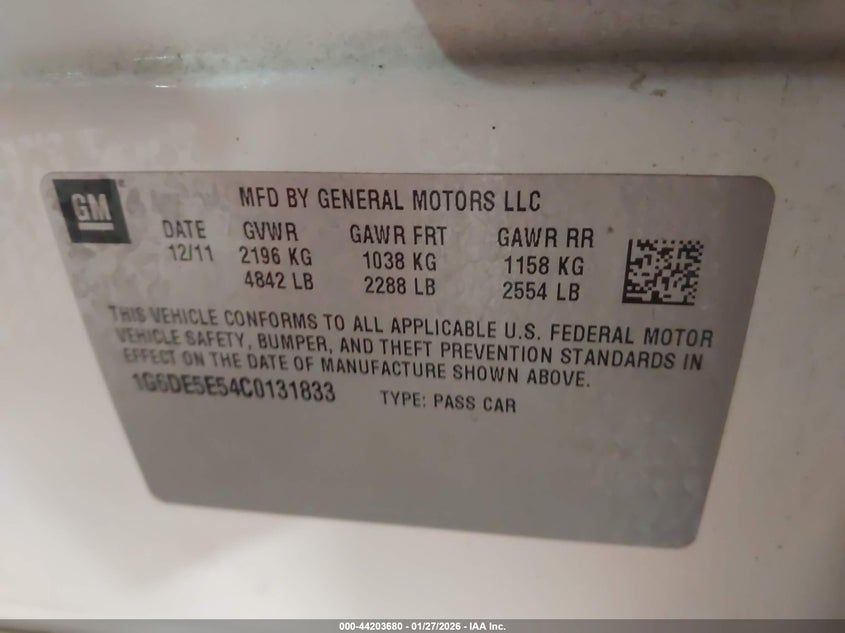 GM
MFD BY GENERAL MOTORS LLC
DATE GVWR GAWR FRT GAWR RR
12/11 2196 KG 1038 KG 1158 KG
4842 LB 2288 LB 2554 LB
THIS VEHICLE CONFORMS TO ALL APPLICABLE U.S. FEDERAL MOTOR
VEHICLE SAFETY, BUMPER, AND THEFT PREVENTION STANDARDS IN
EFFECT ON THE DATE OF MANUFACTURE SHOWN ABOVE.
1G6DE5E54C0131833 TYPE: PASS CAR
000-44203680 - 01/27/2026 - IAA Inc.